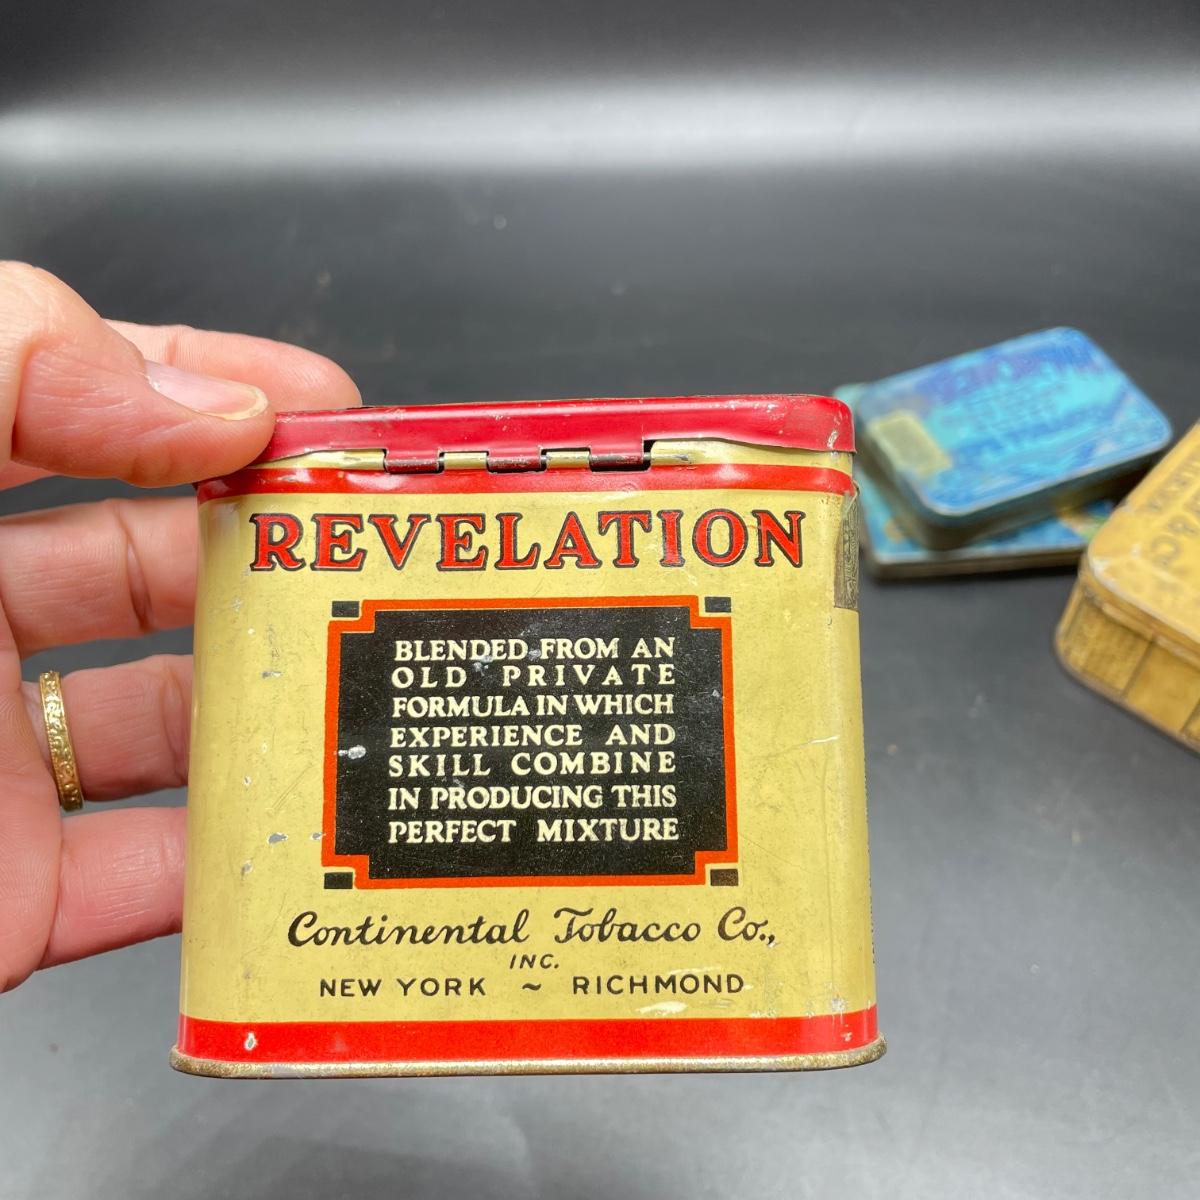 REVELATION
BLENDED FROM AN
OLD PRIVATE
FORMULA IN WHICH
EXPERIENCE AND
SKILL COMBINE
IN PRODUCING THIS
PERFECT MIXTURE
Continental Tobacco Co.,
INC.
NEW YORK ~ RICHMOND